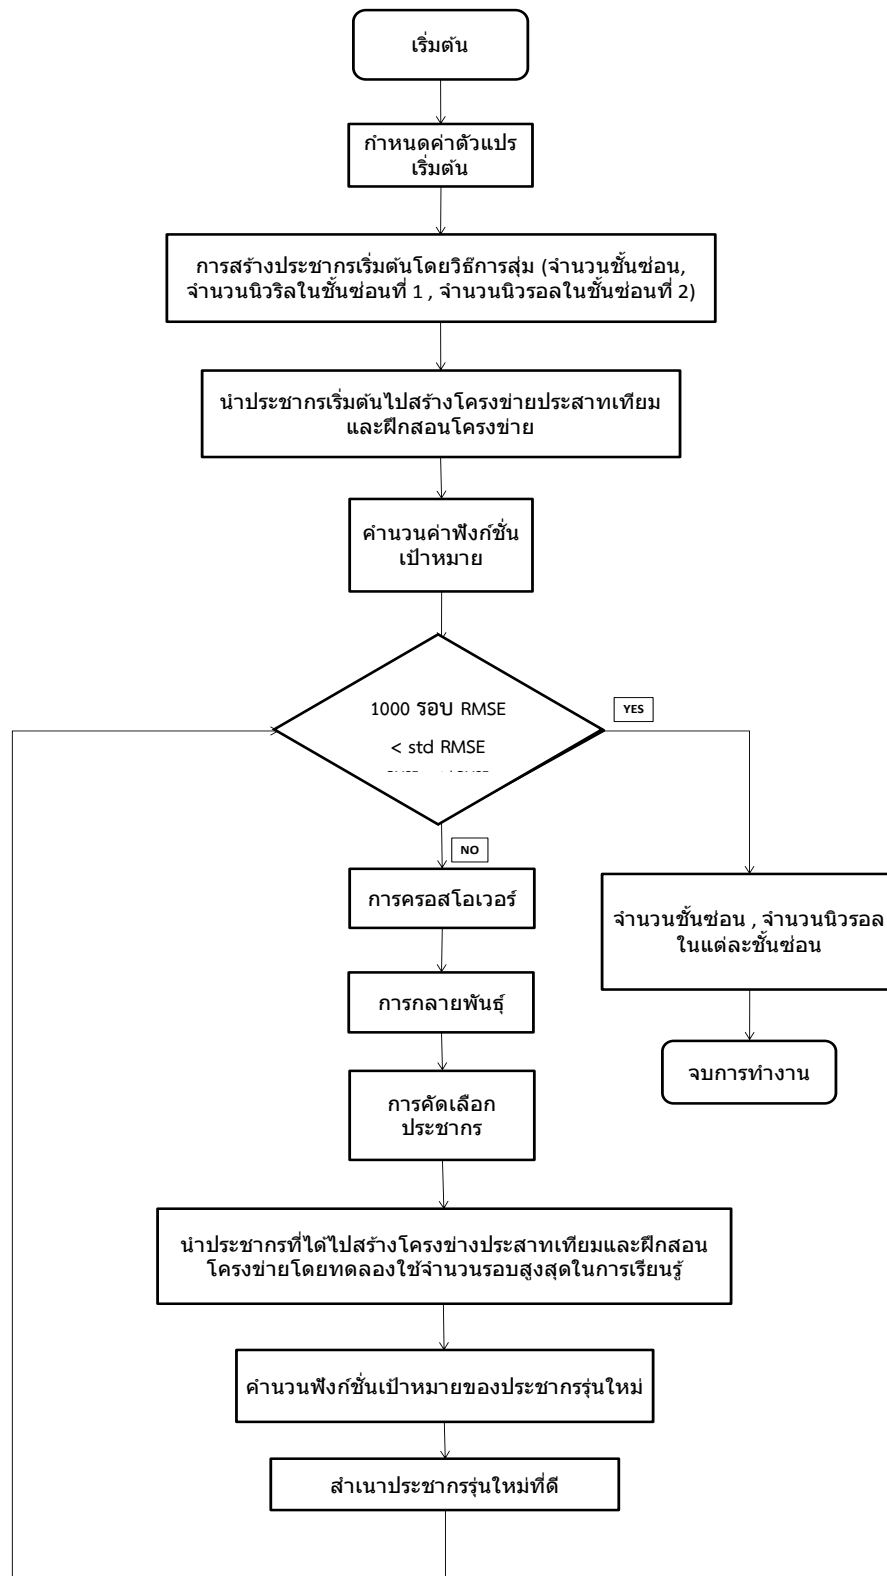 เริ่มต้น
กำหนดค่าตัวแปร
เริ่มต้น
การสร้างประชากรเริ่มต้นโดยวิธีการสุ่ม (จำนวนชั้นซ่อน,
จำนวนนิวริลในชั้นซ่อนที่ 1 , จำนวนนิวรอลในชั้นซ่อนที่ 2)
นำประชากรเริ่มต้นไปสร้างโครงข่ายประสาทเทียม
และฝึกสอนโครงข่าย
คำนวนค่าฟังก์ชั่น
เป้าหมาย
1000 รอบ RMSE
< std RMSE
YES
NO
การครอสโอเวอร์
จำนวนชั้นซ่อน , จำนวนนิวรอล
ในแต่ละชั้นซ่อน
การกลายพันธุ์
จบการทำงาน
การคัดเลือก
ประชากร
นำประชากรที่ได้ไปสร้างโครงข่างประสาทเทียมและฝึกสอน
โครงข่ายโดยทดลองใช้จำนวนรอบสูงสุดในการเรียนรู้
คำนวนฟังก์ชั่นเป้าหมายของประชากรรุ่นใหม่
สำเนาประชากรรุ่นใหม่ที่ดี